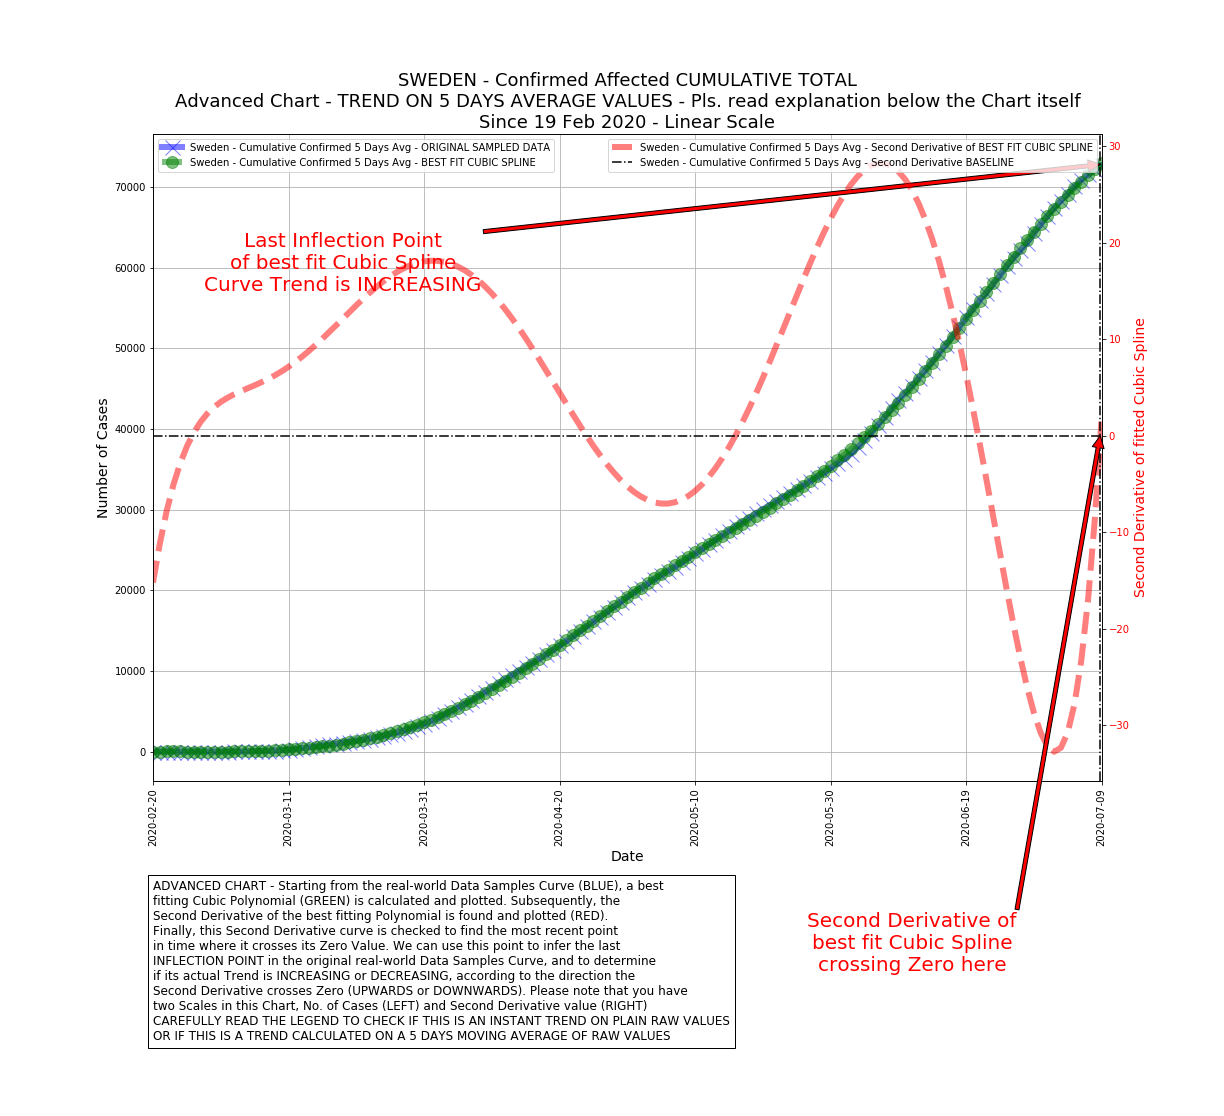 SWEDEN - Confirmed Affected CUMULATIVE TOTAL
Advanced Chart - TREND ON 5 DAYS AVERAGE VALUES - Pls. read explanation below the Chart itself
Since 19 Feb 2020 - Linear Scale
Sweden - Cumulative Confirmed 5 Days Avg - ORIGINAL SAMPLED DATA
Sweden - Cumulative Confirmed 5 Days Avg - BEST FIT CUBIC SPLINE
Sweden - Cumulative Confirmed 5 Days Avg - Second Derivative of BEST FIT CUBIC SPLINE
Sweden - Cumulative Confirmed 5 Days Avg - Second Derivative BASELINE
Last Inflection Point
of best fit Cubic Spline
Curve Trend is INCREASING
Number of Cases
70000
60000
50000
40000
30000
20000
10000
0
30
20
10
0
−10
−20
−30
Second Derivative of fitted Cubic Spline
2020-02-20
2020-03-11
2020-03-31
2020-04-20
2020-05-10
2020-05-30
2020-06-19
2020-07-09
Date
ADVANCED CHART - Starting from the real-world Data Samples Curve (BLUE), a best
fitting Cubic Polynomial (GREEN) is calculated and plotted. Subsequently, the
Second Derivative of the best fitting Polynomial is found and plotted (RED).
Finally, this Second Derivative curve is checked to find the most recent point
in time where it crosses its Zero Value. We can use this point to infer the last
INFLECTION POINT in the original real-world Data Samples Curve, and to determine
if its actual Trend is INCREASING or DECREASING, according to the direction the
Second Derivative crosses Zero (UPWARDS or DOWNWARDS). Please note that you have
two Scales in this Chart, No. of Cases (LEFT) and Second Derivative value (RIGHT)
CAREFULLY READ THE LEGEND TO CHECK IF THIS IS AN INSTANT TREND ON PLAIN RAW VALUES
OR IF THIS IS A TREND CALCULATED ON A 5 DAYS MOVING AVERAGE OF RAW VALUES
Second Derivative of
best fit Cubic Spline
crossing Zero here